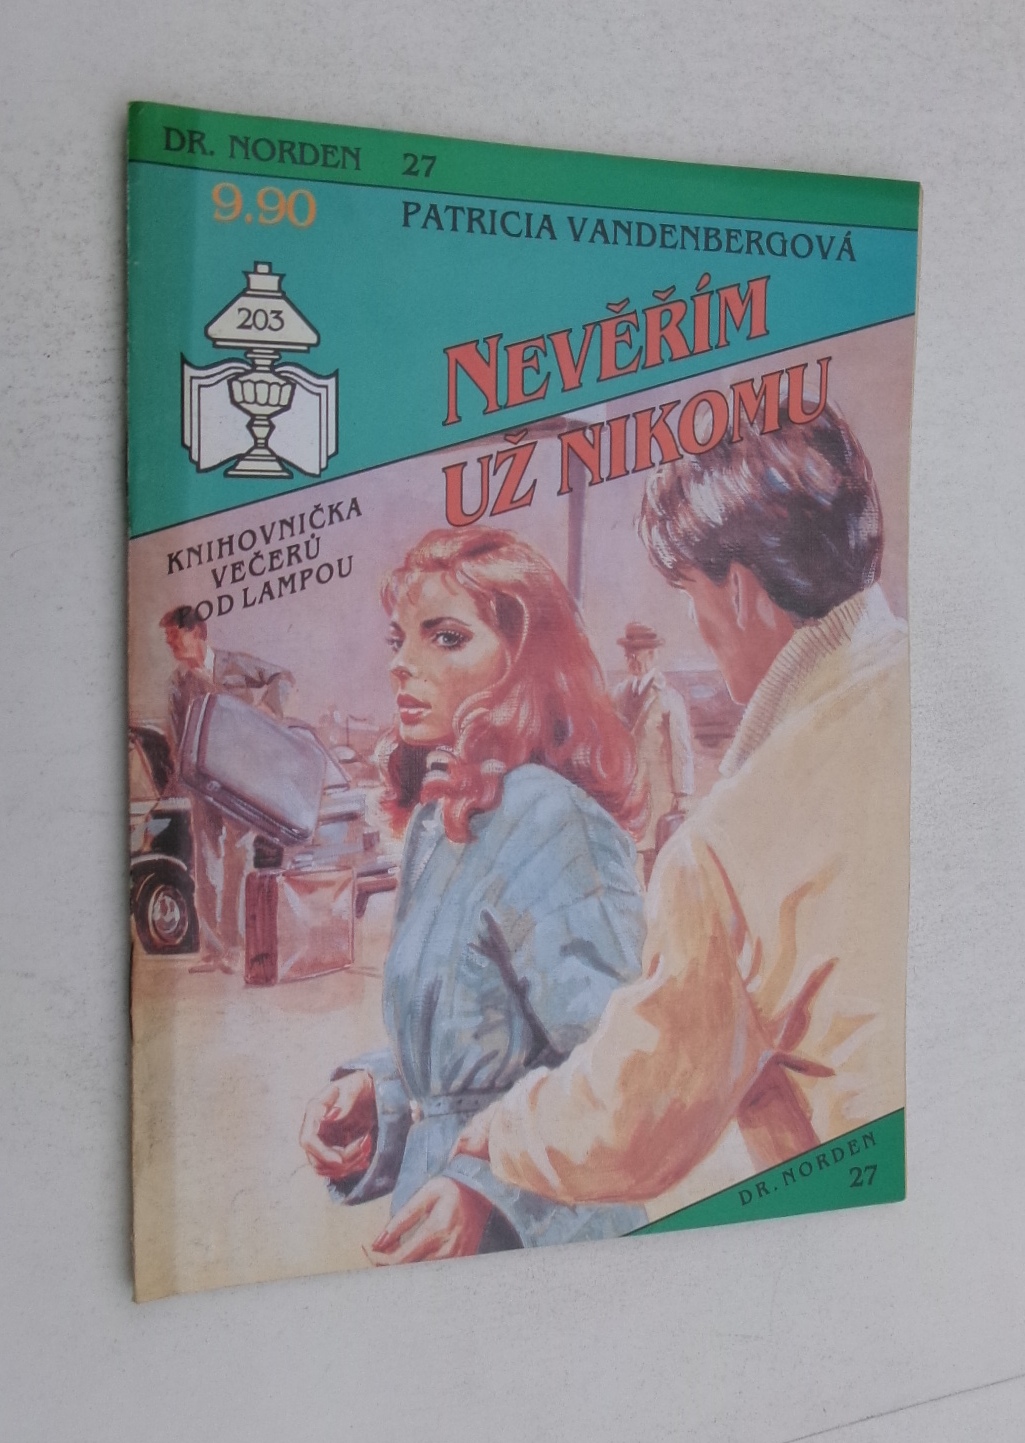 DR. NORDEN 27
9.90
PATRICIA VANDENBERGOVÁ
203
NEVĚŘÍM
UŽ NIKOMU
KNIHOVNIČKA
VEČERŮ
POD LAMPOU
DR. NORDEN
27